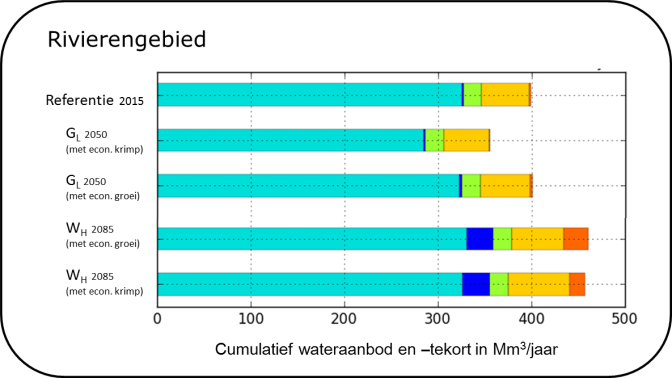 Rivierengebied
Referentie 2015
GL 2050
(met econ. krimp)
GL 2050
(met econ. groei)
WH 2085
(met econ. groei)
WH 2085
(met econ. krimp)
0 100 200 300 400 500
Cumulatief wateraanbod en –tekort in Mm³/jaar